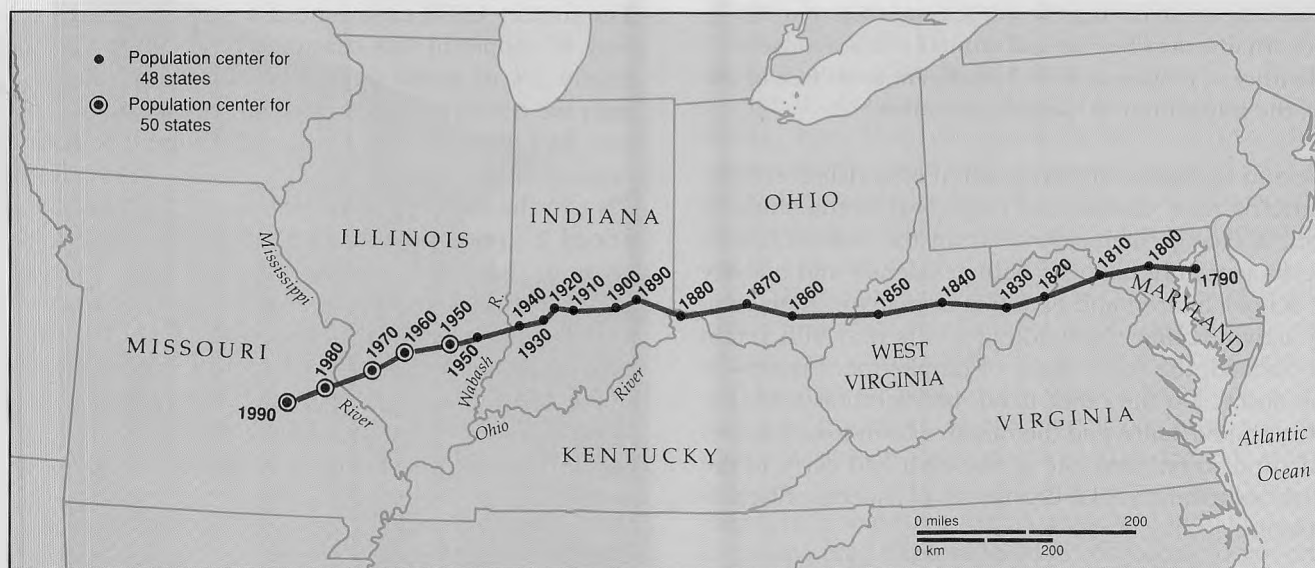 Population center for
48 states
Population center for
50 states
MISSOURI
ILLINOIS
INDIANA
OHIO
KENTUCKY
WEST
VIRGINIA
VIRGINIA
MARYLAND
Mississippi
River
Wabash R.
Ohio
River
Atlantic
Ocean
1990
1980
1970
1960
1950
1950
1940
1930
1920
1910
1900
1890
1880
1870
1860
1850
1840
1830
1820
1810
1800
1790
0 miles 200
0 km 200